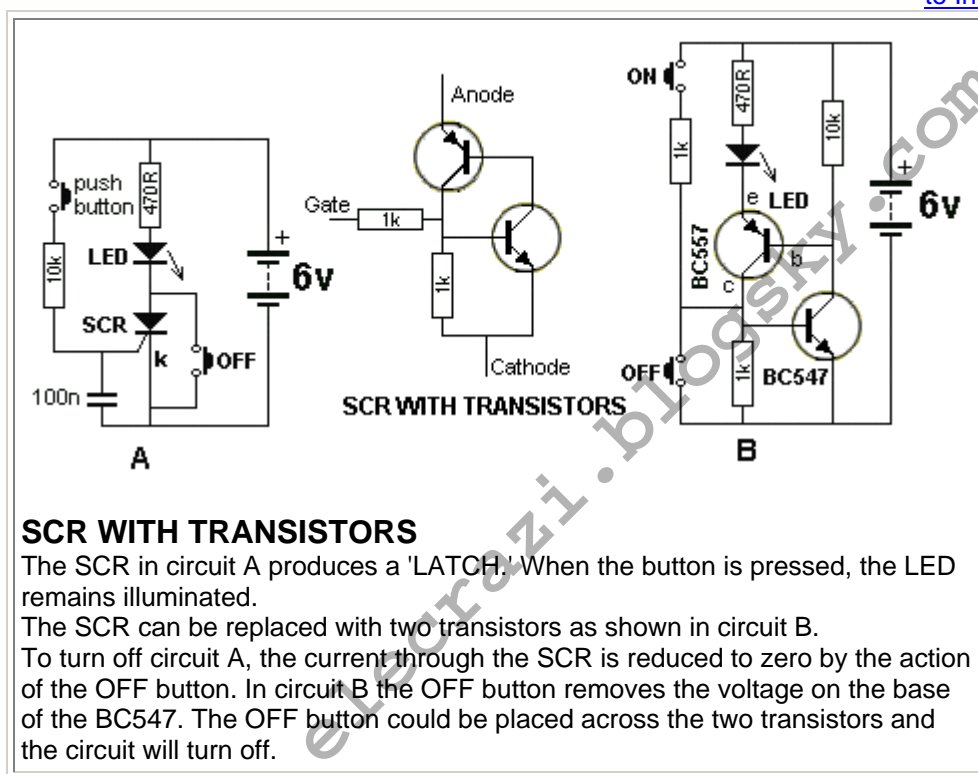 to In
ON
470R
Anode
1k
10k
push
button
470R
Gate
1k
e LED
+
6v
LED
10k
+
6v
BC557
b
c
SCR
k
OFF
1k
100n
Cathode
OFF
1k
BC547
SCR WITH TRANSISTORS
A
B
SCR WITH TRANSISTORS
The SCR in circuit A produces a 'LATCH.' When the button is pressed, the LED
remains illuminated.
The SCR can be replaced with two transistors as shown in circuit B.
To turn off circuit A, the current through the SCR is reduced to zero by the action
of the OFF button. In circuit B the OFF button removes the voltage on the base
of the BC547. The OFF button could be placed across the two transistors and
the circuit will turn off.
elecrazi.blogsky.com